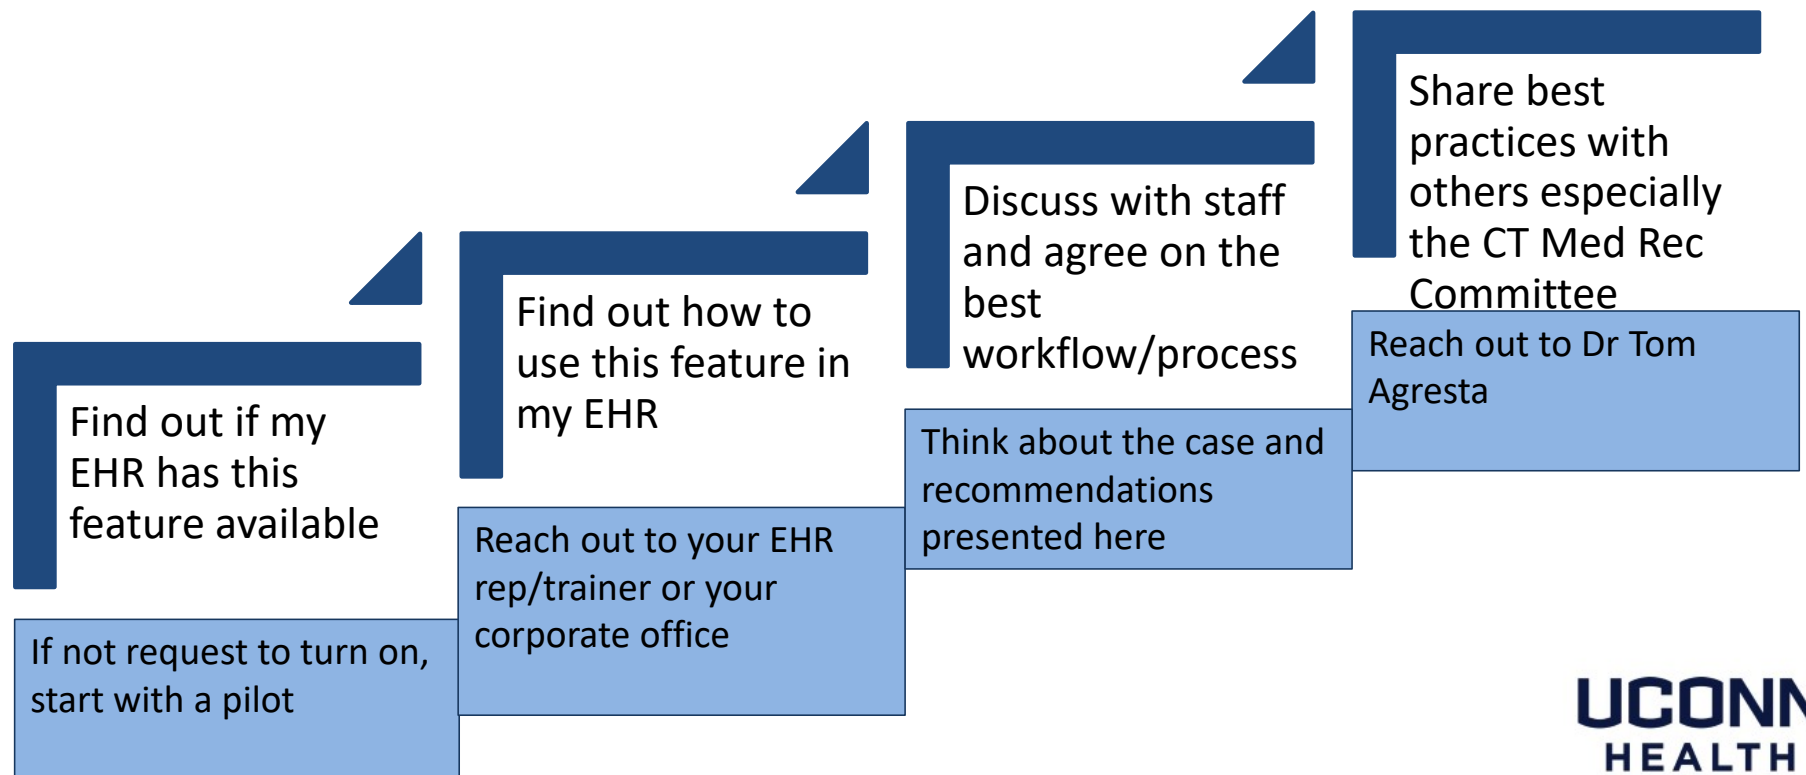 Find out if my
EHR has this
feature available
If not request to turn on,
start with a pilot
Find out how to
use this feature in
my EHR
Reach out to your EHR
rep/trainer or your
corporate office
Discuss with staff
and agree on the
best
workflow/process
Think about the case and
recommendations
presented here
Share best
practices with
others especially
the CT Med Rec
Committee
Reach out to Dr Tom
Agresta
UCONN
HEALTH